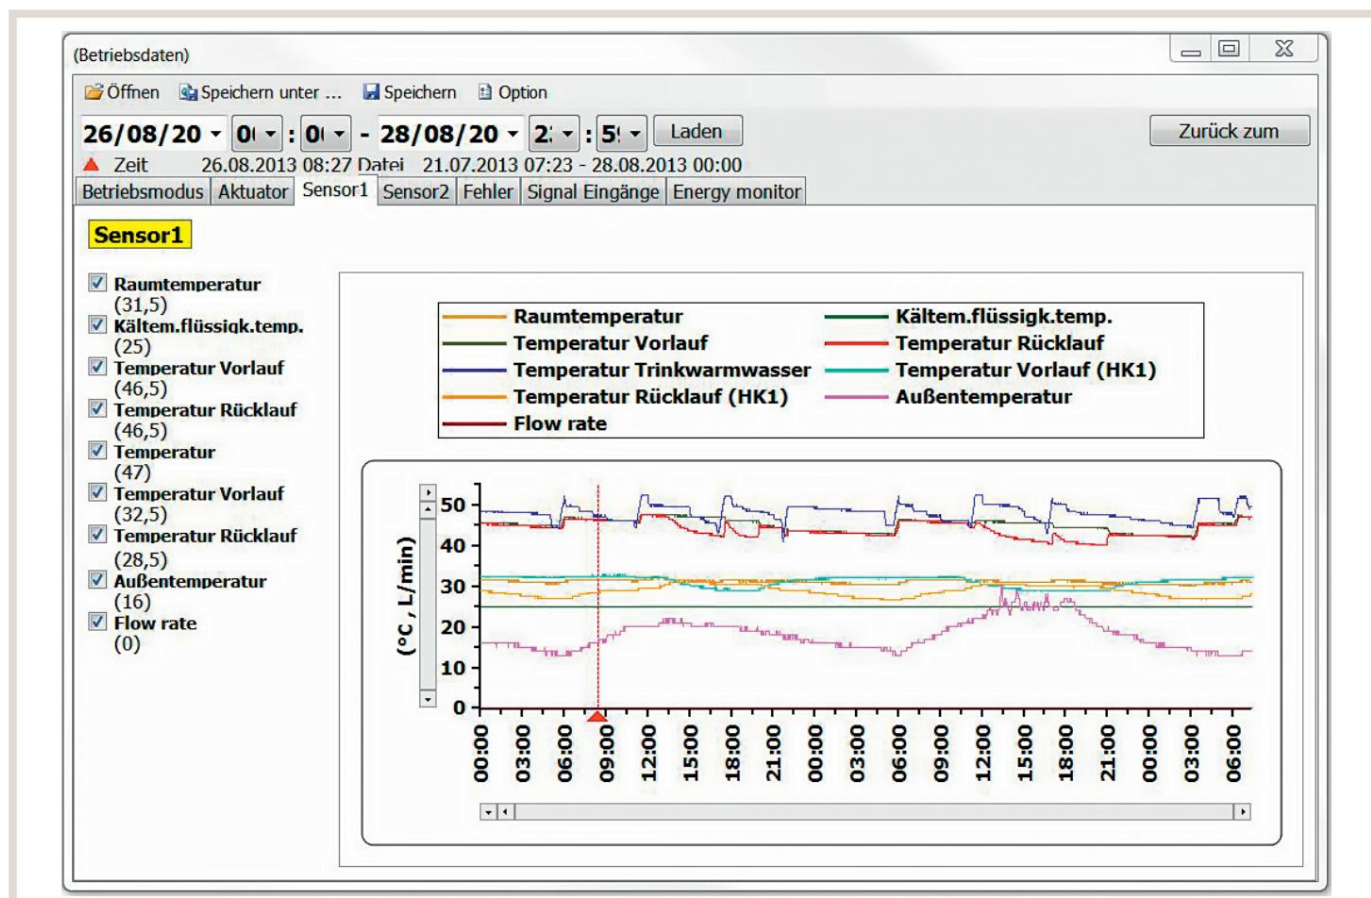 (Betriebsdaten)
Öffnen Speichern unter ... Speichern Option
26/08/20 0( : 0( - 28/08/20 2: : 5! Laden Zurück zum
Zeit 26.08.2013 08:27 Datei 21.07.2013 07:23 - 28.08.2013 00:00
Betriebsmodus Aktuator Sensor1 Sensor2 Fehler Signal Eingänge Energy monitor
Sensor1
Raumtemperatur
(31,5)
Kältem.flüssigk.temp.
(25)
Temperatur Vorlauf
(46,5)
Temperatur Rücklauf
(46,5)
Temperatur
(47)
Temperatur Vorlauf
(32,5)
Temperatur Rücklauf
(28,5)
Außentemperatur
(16)
Flow rate
(0)
Raumtemperatur Kältem.flüssigk.temp.
Temperatur Vorlauf Temperatur Rücklauf
Temperatur Trinkwarmwasser Temperatur Vorlauf (HK1)
Temperatur Rücklauf (HK1) Außentemperatur
Flow rate
(°C , L/min)
50
40
30
20
10
0
00:00 03:00 06:00 09:00 12:00 15:00 18:00 21:00 00:00 03:00 06:00 09:00 12:00 15:00 18:00 21:00 00:00 03:00 06:00